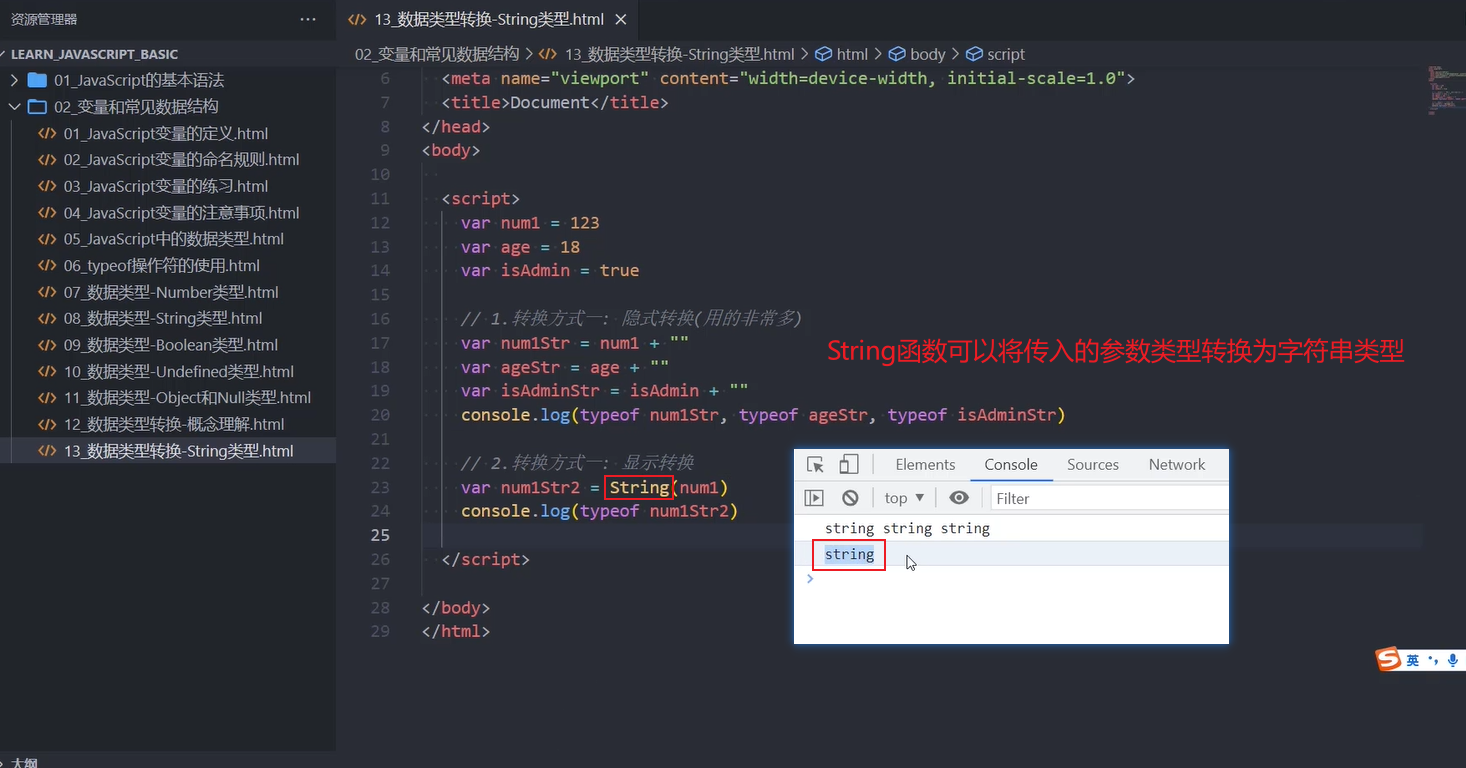 资源管理器
LEARN_JAVASCRIPT_BASIC
01_JavaScript的基本语法
02_变量和常见数据结构
01_JavaScript变量的定义.html
02_JavaScript变量的命名规则.html
03_JavaScript变量的练习.html
04_JavaScript变量的注意事项.html
05_JavaScript中的数据类型.html
06_typeof操作符的使用.html
07_数据类型-Number类型.html
08_数据类型-String类型.html
09_数据类型-Boolean类型.html
10_数据类型-Undefined类型.html
11_数据类型-Object和Null类型.html
12_数据类型转换-概念理解.html
13_数据类型转换-String类型.html
大纲
13_数据类型转换-String类型.html
02_变量和常见数据结构 > 13_数据类型转换-String类型.html > html > body > script
6 <meta name="viewport" content="width=device-width, initial-scale=1.0">
7 <title>Document</title>
8 </head>
9 <body>
10
11 <script>
12 var num1 = 123
13 var age = 18
14 var isAdmin = true
15
16 // 1.转换方式一: 隐式转换(用的非常多)
17 var num1Str = num1 + ""
18 var ageStr = age + ""
19 var isAdminStr = isAdmin + ""
20 console.log(typeof num1Str, typeof ageStr, typeof isAdminStr)
21
22 // 2.转换方式一: 显示转换
23 var num1Str2 = String(num1)
24 console.log(typeof num1Str2)
25
26 </script>
27
28 </body>
29 </html>
String函数可以将传入的参数类型转换为字符串类型
Elements Console Sources Network
top Filter
string string string
string
英